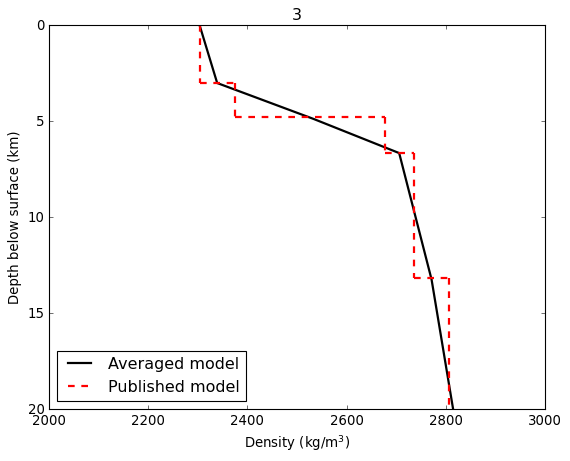 3
0
5
10
15
20
Depth below surface (km)
Averaged model
Published model
2000 2200 2400 2600 2800 3000
Density (kg/m³)